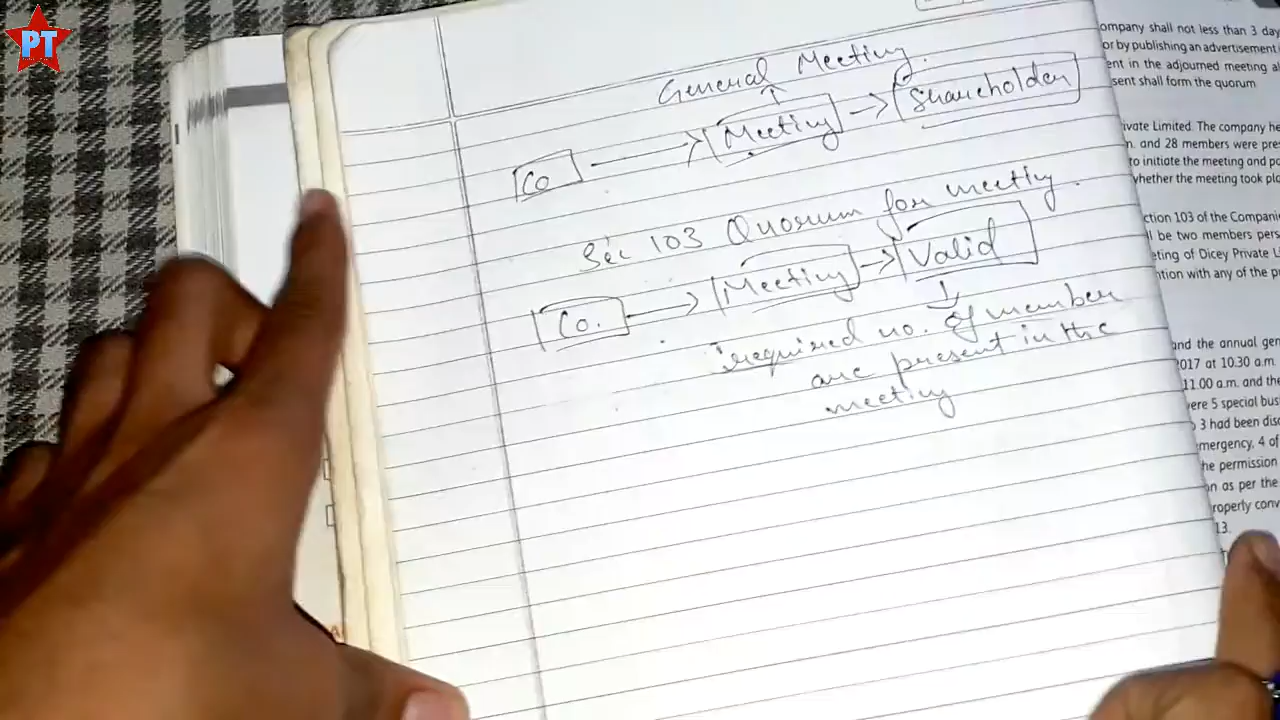 PT
General Meeting.
Co → Meeting → Shareholder
Sec 103 Quorum for meeting.
Co. → Meeting → Valid
required no. of member
are present in the
meeting
ompany shall not less than 3 day
or by publishing an advertisement
ent in the adjourned meeting a
sent shall form the quorum
ivate Limited. The company he
n. and 28 members were pre
to initiate the meeting and po
whether the meeting took pla
ction 103 of the Compani
l be two members pers
eting of Dicey Private L
ntion with any of the p
and the annual gen
2017 at 10.30 a.m.
11.00 a.m. and the
ere 5 special bus
3 had been disc
mergency, 4 of
he permission
n as per the
roperly conv
13.